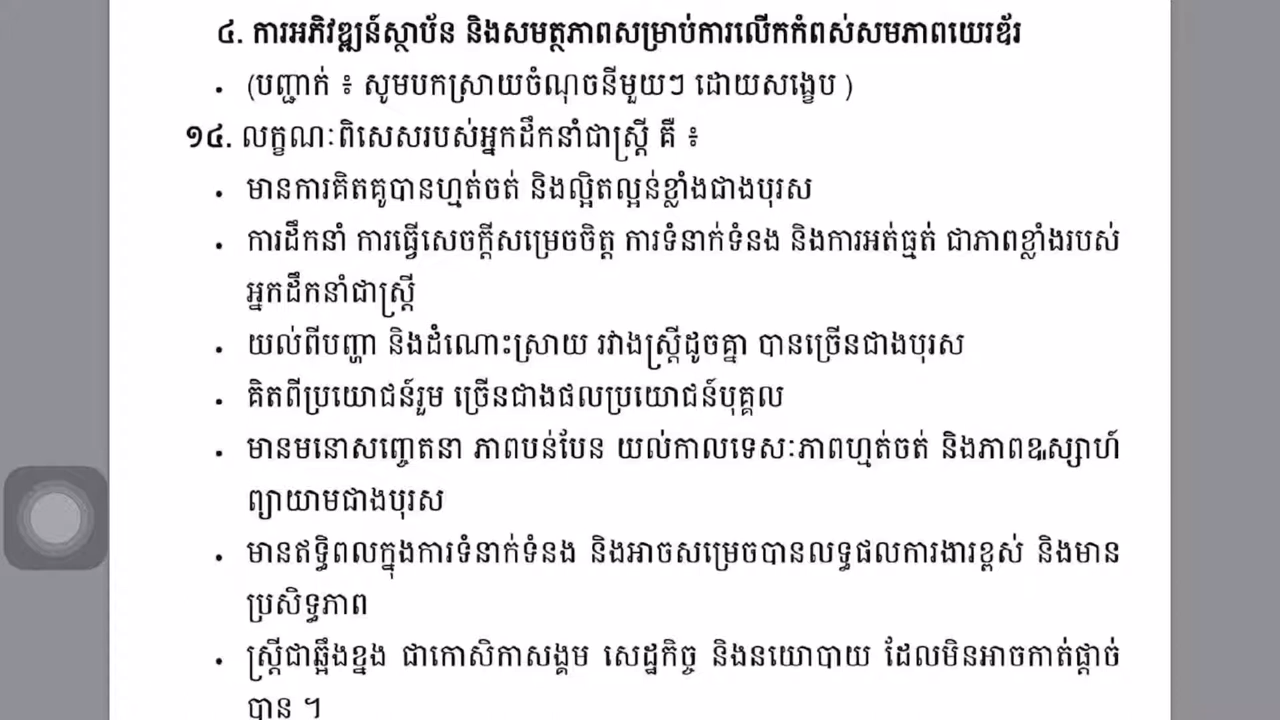 ៤. ការអភិវឌ្ឍន៍ស្ថាប័ន និងសមត្ថភាពសម្រាប់ការលើកកំពស់សមភាពយេរឌ័រ
• (បញ្ជាក់ ៖ សូមបកស្រាយចំណុចនីមួយៗ ដោយសង្ខេប )
១៤. លក្ខណៈពិសេសរបស់អ្នកដឹកនាំជាស្ត្រី គឺ ៖
• មានការគិតគូបានហ្មត់ចត់ និងល្អិតល្អន់ខ្លាំងជាងបុរស
• ការដឹកនាំ ការធ្វើសេចក្តីសម្រេចចិត្ត ការទំនាក់ទំនង និងការអត់ធ្មត់ ជាភាពខ្លាំងរបស់
អ្នកដឹកនាំជាស្ត្រី
• យល់ពីបញ្ហា និងដំណោះស្រាយ រវាងស្ត្រីដូចគ្នា បានច្រើនជាងបុរស
• គិតពីប្រយោជន៍រួម ច្រើនជាងផលប្រយោជន៍បុគ្គល
• មានមនោសញ្ចេតនា ភាពបន់បែន យល់កាលទេសៈភាពហ្មត់ចត់ និងភាពឧស្សាហ៍
ព្យាយាមជាងបុរស
• មានឥទ្ធិពលក្នុងការទំនាក់ទំនង និងអាចសម្រេចបានលទ្ធផលការងារខ្ពស់ និងមាន
ប្រសិទ្ធភាព
• ស្ត្រីជាឆ្អឹងខ្នង ជាកោសិកាសង្គម សេដ្ឋកិច្ច និងនយោបាយ ដែលមិនអាចកាត់ផ្តាច់
បាន ។